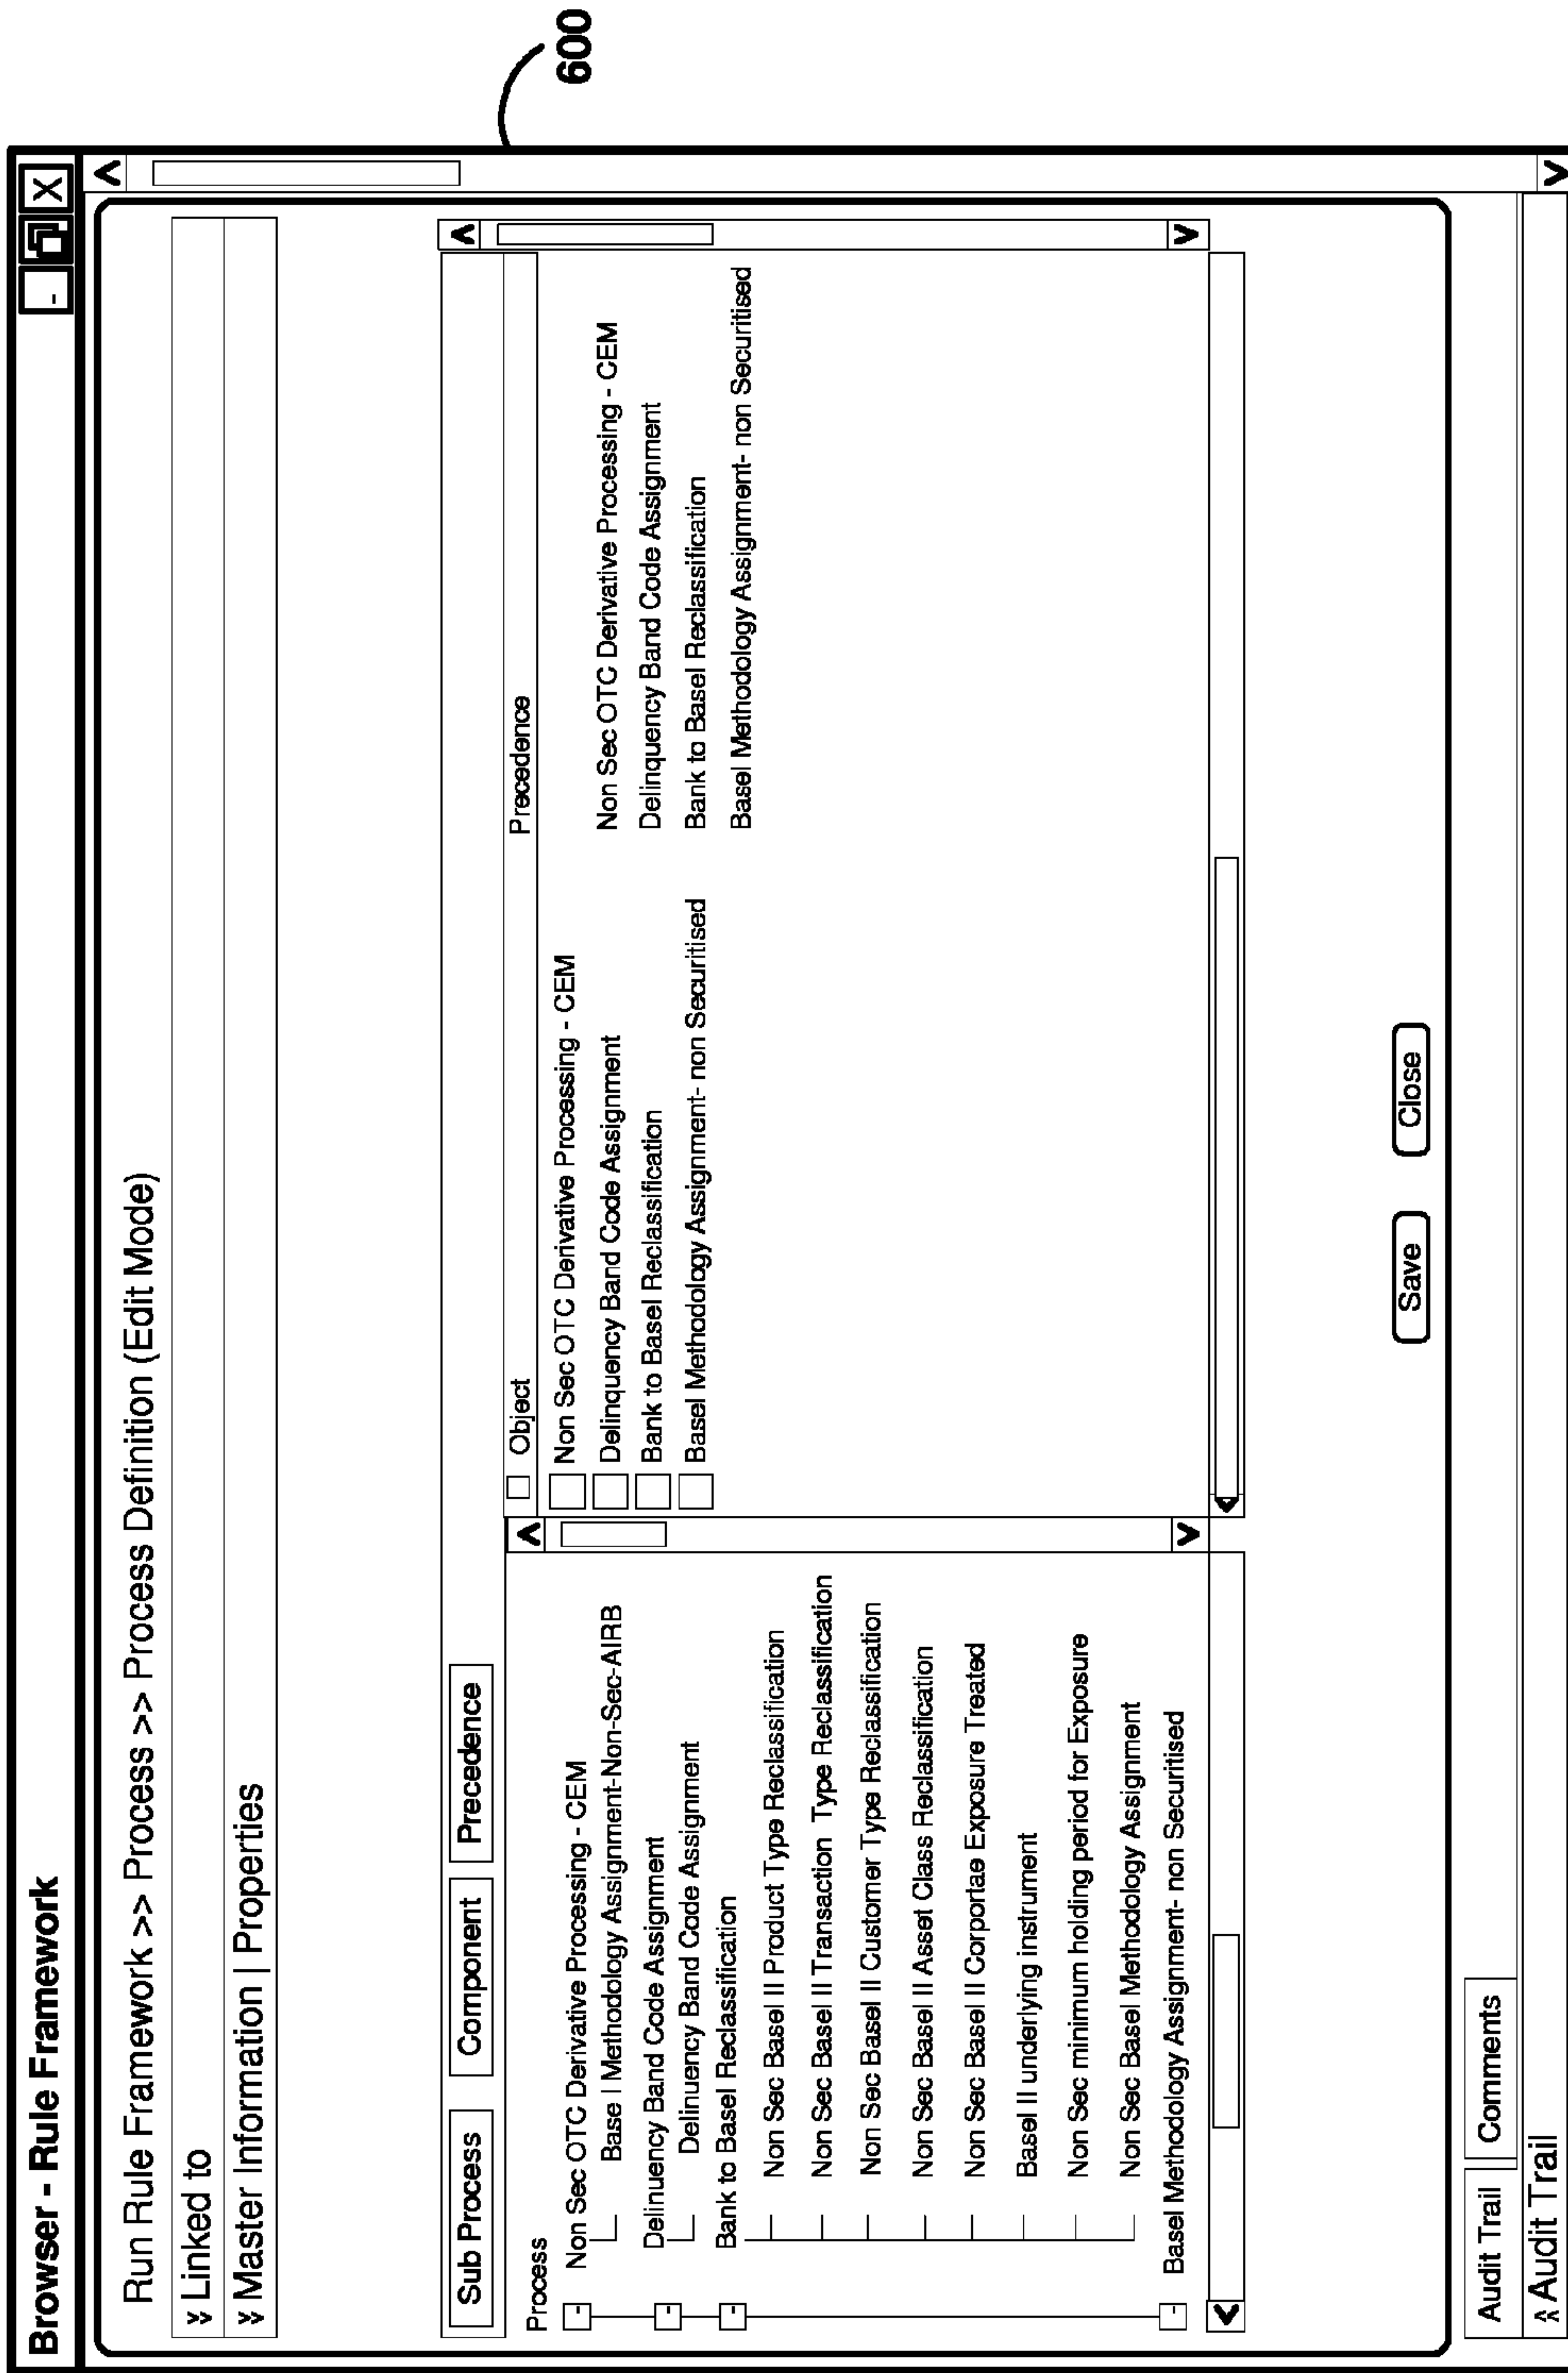 Browser - Rule Framework
- X
Run Rule Framework >> Process >> Process Definition (Edit Mode)
Linked to
Master Information | Properties
Sub Process
Component
Precedence
Process
Non Sec OTC Derivative Processing - CEM
Base I Methodology Assignment-Non-Sec-AIRB
Delinuency Band Code Assignment
Delinuency Band Code Assignment
Bank to Basel Reclassification
Non Sec Basel II Product Type Reclassification
Non Sec Basel II Transaction Type Reclassification
Non Sec Basel II Customer Type Reclassification
Non Sec Basel II Asset Class Reclassification
Non Sec Basel II Corportae Exposure Treated
Basel II underlying instrument
Non Sec minimum holding period for Exposure
Non Sec Basel Methodology Assignment
Basel Methodology Assignment- non Securitised
Object Precedence
Non Sec OTC Derivative Processing - CEM
Delinquency Band Code Assignment
Bank to Basel Reclassification
Basel Methodology Assignment- non Securitised
Non Sec OTC Derivative Processing - CEM
Delinquency Band Code Assignment
Bank to Basel Reclassification
Basel Methodology Assignment- non Securitised
Save
Close
Audit Trail
Comments
Audit Trail
600